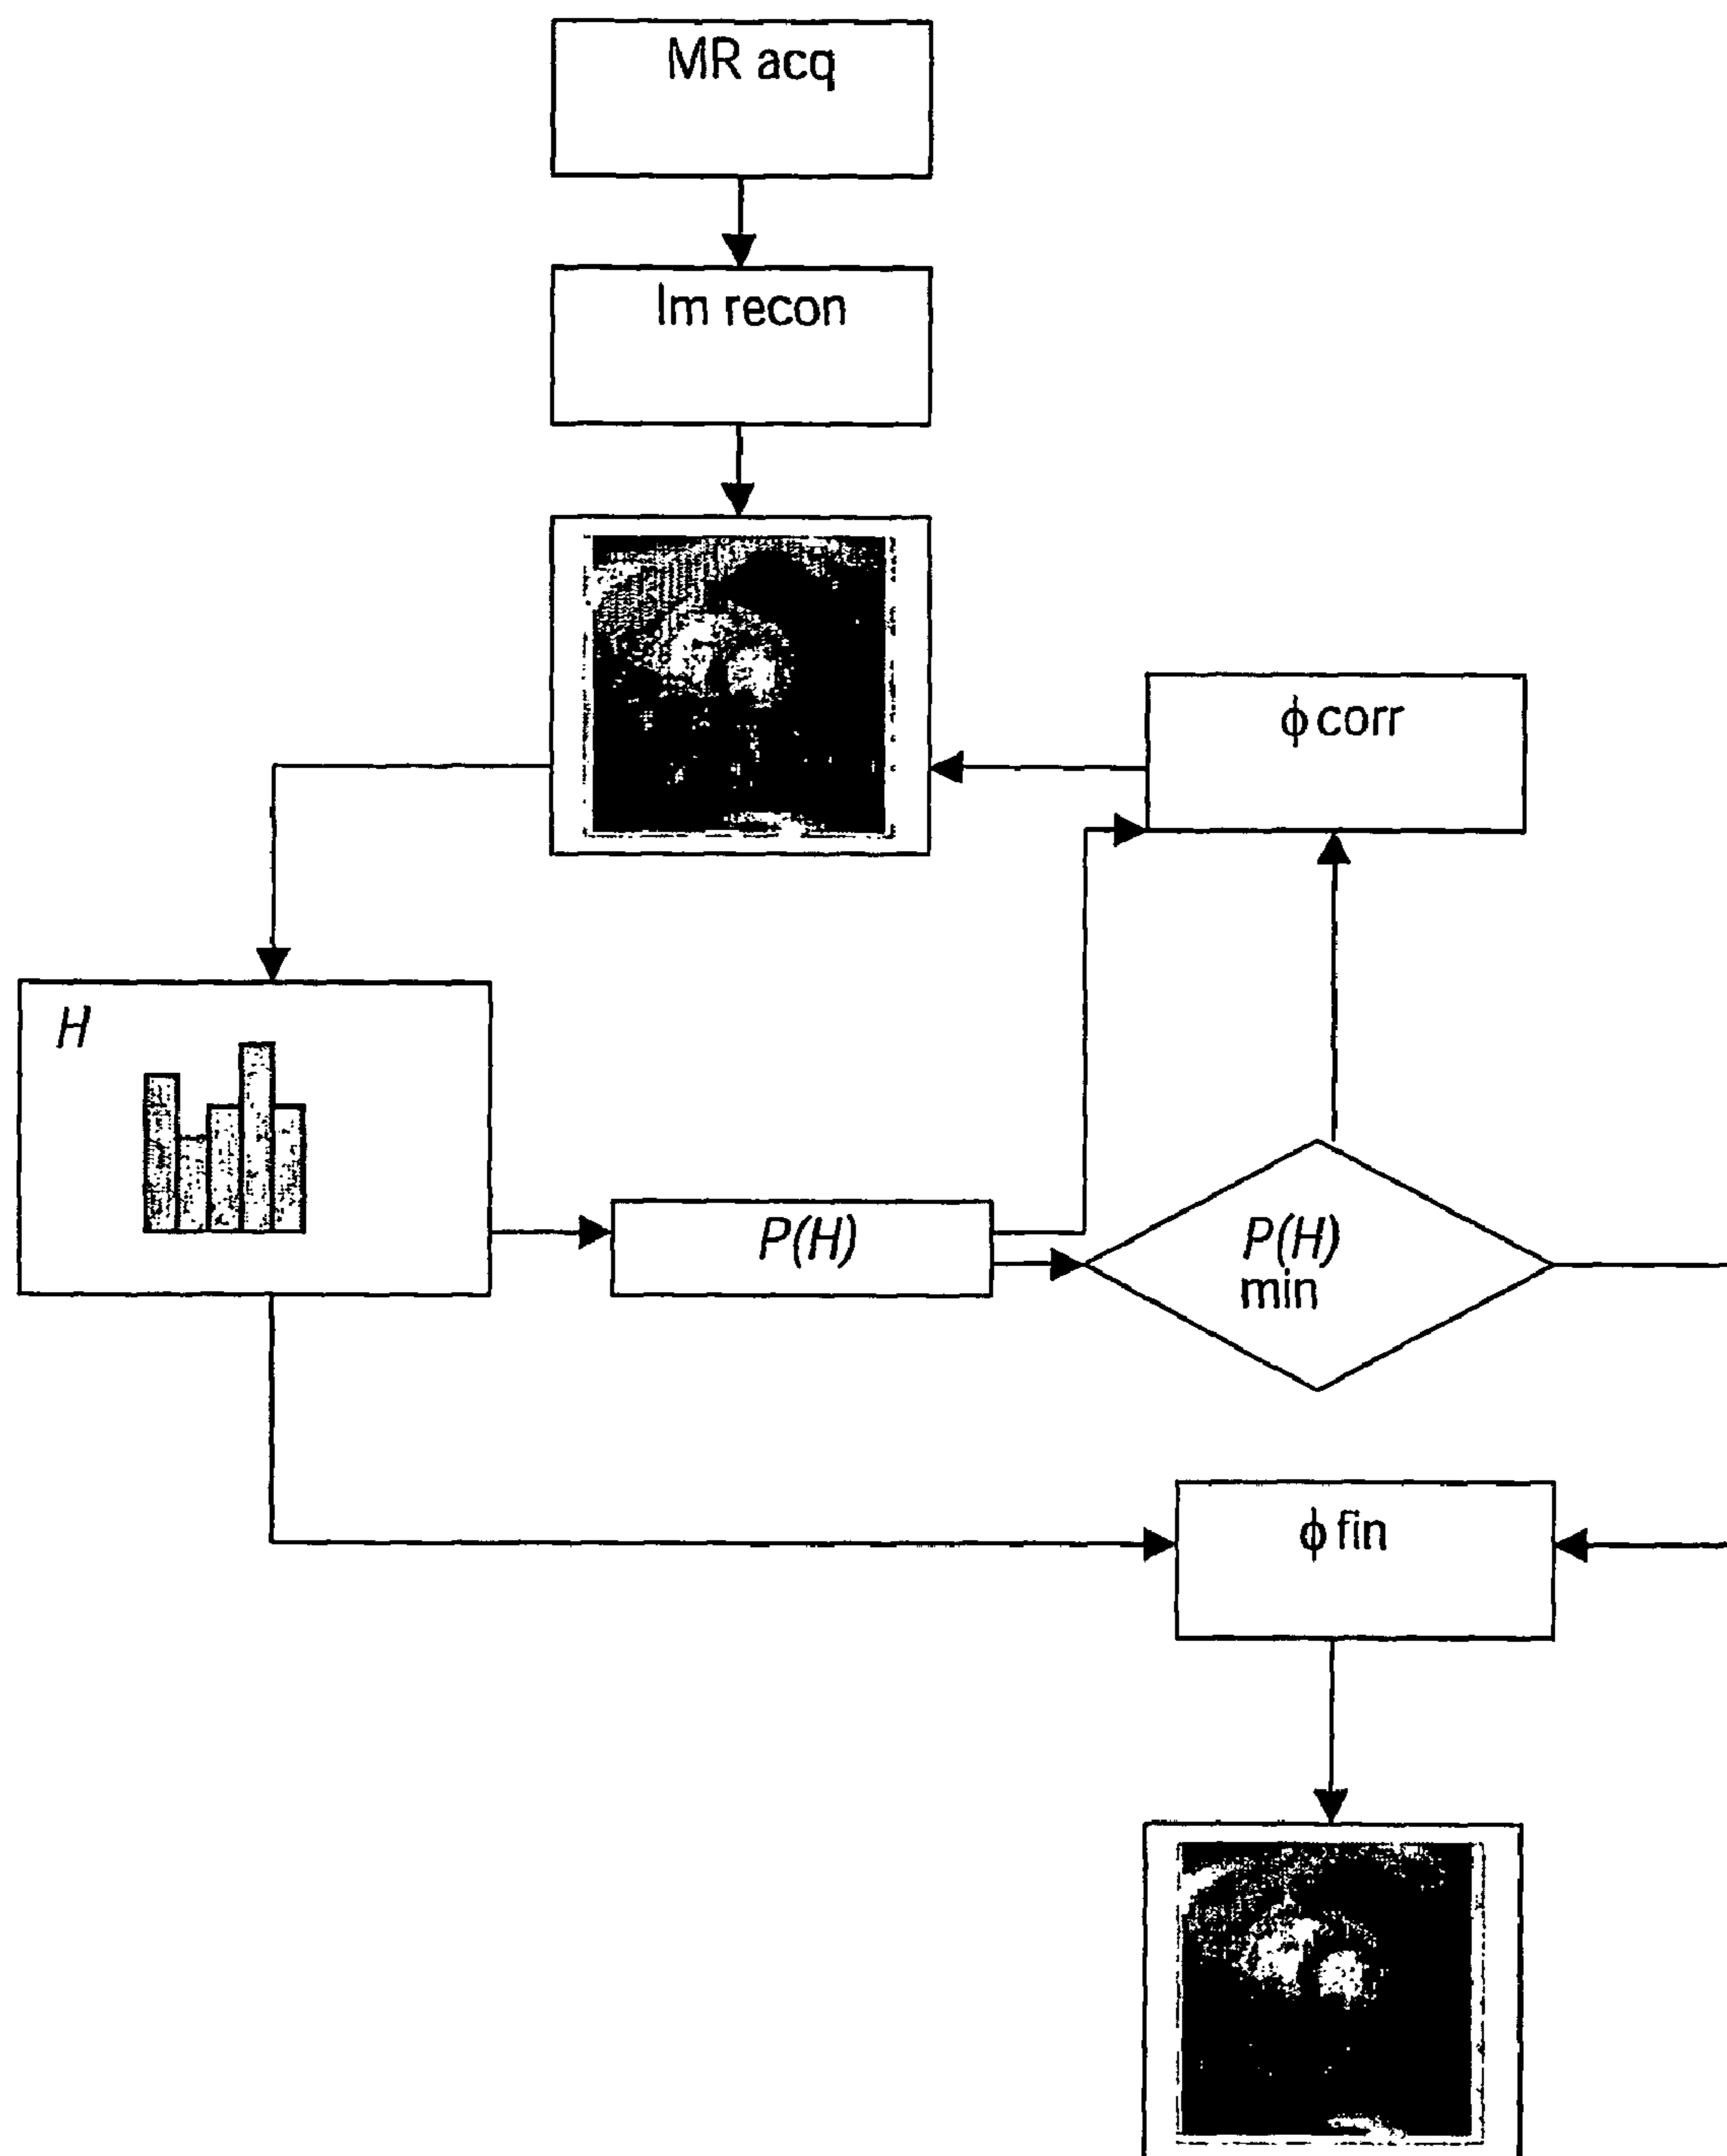 MR acq
Im recon
ϕ corr
H
P(H)
P(H)
min
ϕ fin